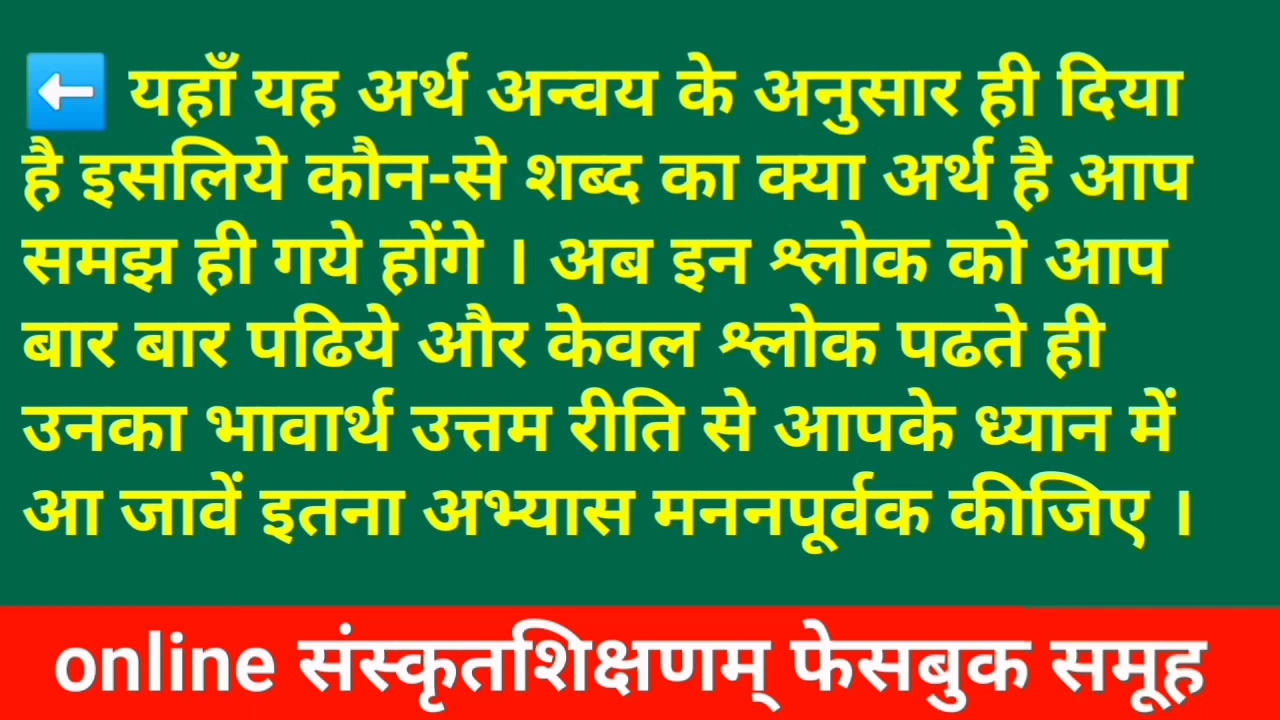 ⬅️ यहाँ यह अर्थ अन्वय के अनुसार ही दिया
है इसलिये कौन-से शब्द का क्या अर्थ है आप
समझ ही गये होंगे । अब इन श्लोक को आप
बार बार पढिये और केवल श्लोक पढते ही
उनका भावार्थ उत्तम रीति से आपके ध्यान में
आ जावें इतना अभ्यास मननपूर्वक कीजिए ।
online संस्कृतशिक्षणम् फेसबुक समूह